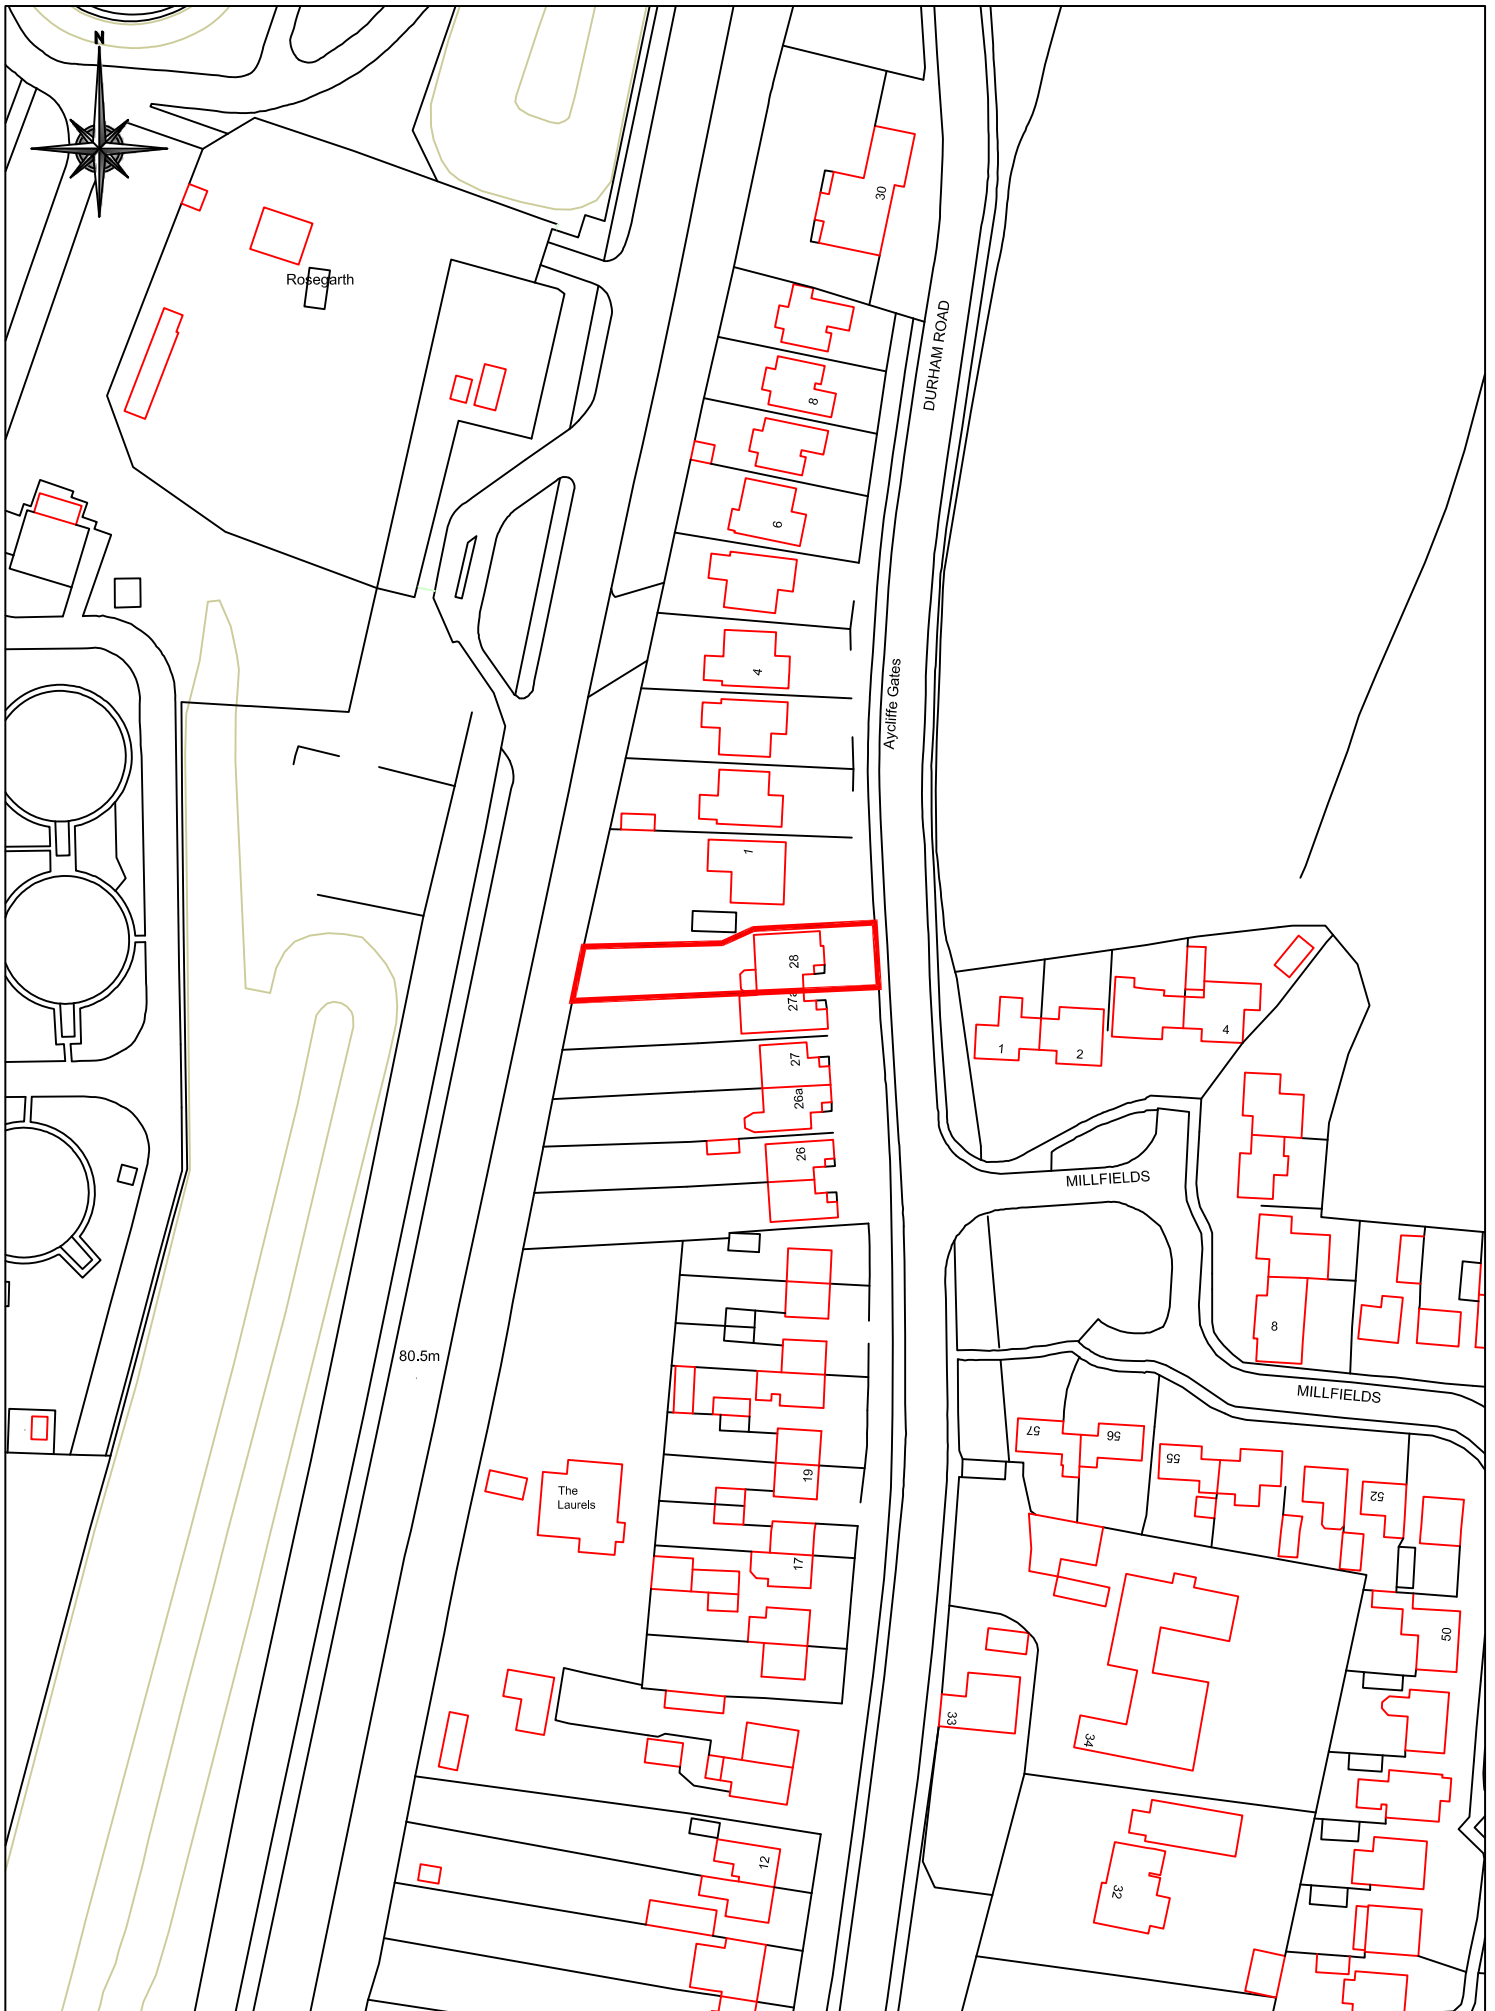 N
30
Rosegarth
DURHAM ROAD
8
6
4
Aycliffe Gates
1
28
27a
27
26a
26
1
2
4
MILLFIELDS
8
80.5m
MILLFIELDS
57
56
55
52
19
The
Laurels
17
50
33
34
12
32